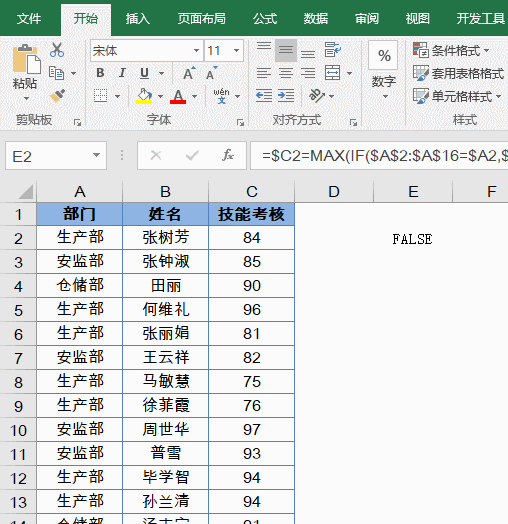 文件 开始 插入 页面布局 公式 数据 审阅 视图 开发工具
宋体 11 条件格式
粘贴 B I U A A % 套用表格格式
A wén 文 数字 单元格样式
剪贴板 字体 对齐方式 样式
E2 fx =$C2=MAX(IF($A$2:$A$16=$A2,$
A B C D E F
1 部门 姓名 技能考核
2 生产部 张树芳 84 FALSE
3 安监部 张钟淑 85
4 仓储部 田丽 90
5 生产部 何维礼 96
6 生产部 张丽娟 81
7 安监部 王云祥 82
8 生产部 马敏慧 75
9 生产部 徐菲霞 76
10 安监部 周世华 97
11 安监部 普雪 93
12 生产部 毕学智 94
13 生产部 孙兰清 94